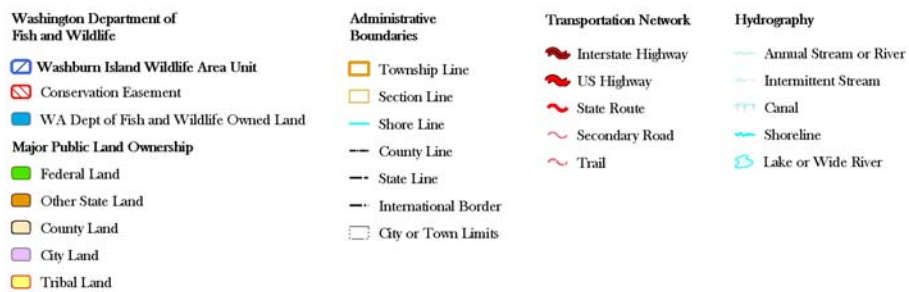 Washington Department of
Fish and Wildlife
Washburn Island Wildlife Area Unit
Conservation Easement
WA Dept of Fish and Wildlife Owned Land
Major Public Land Ownership
Federal Land
Other State Land
County Land
City Land
Tribal Land
Administrative
Boundaries
Township Line
Section Line
Shore Line
County Line
State Line
International Border
City or Town Limits
Transportation Network
Interstate Highway
US Highway
State Route
Secondary Road
Trail
Hydrography
Annual Stream or River
Intermittent Stream
Canal
Shoreline
Lake or Wide River